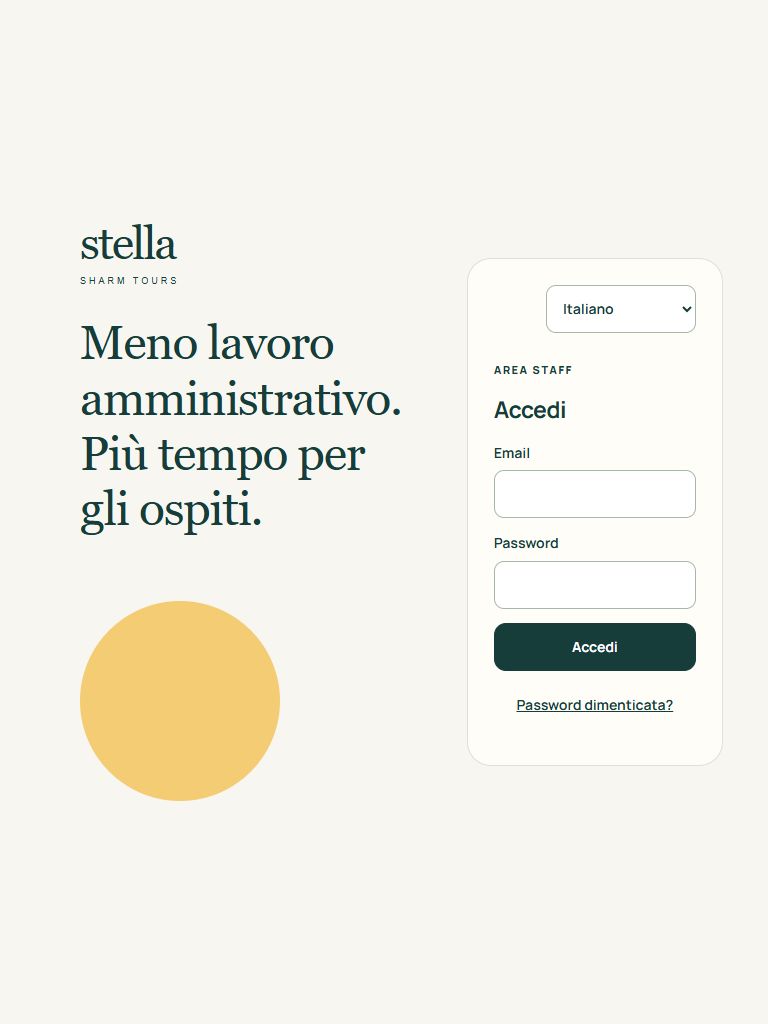 stella
SHARM TOURS
Meno lavoro
amministrativo.
Più tempo per
gli ospiti.
Italiano
AREA STAFF
Accedi
Email
Password
Accedi
Password dimenticata?